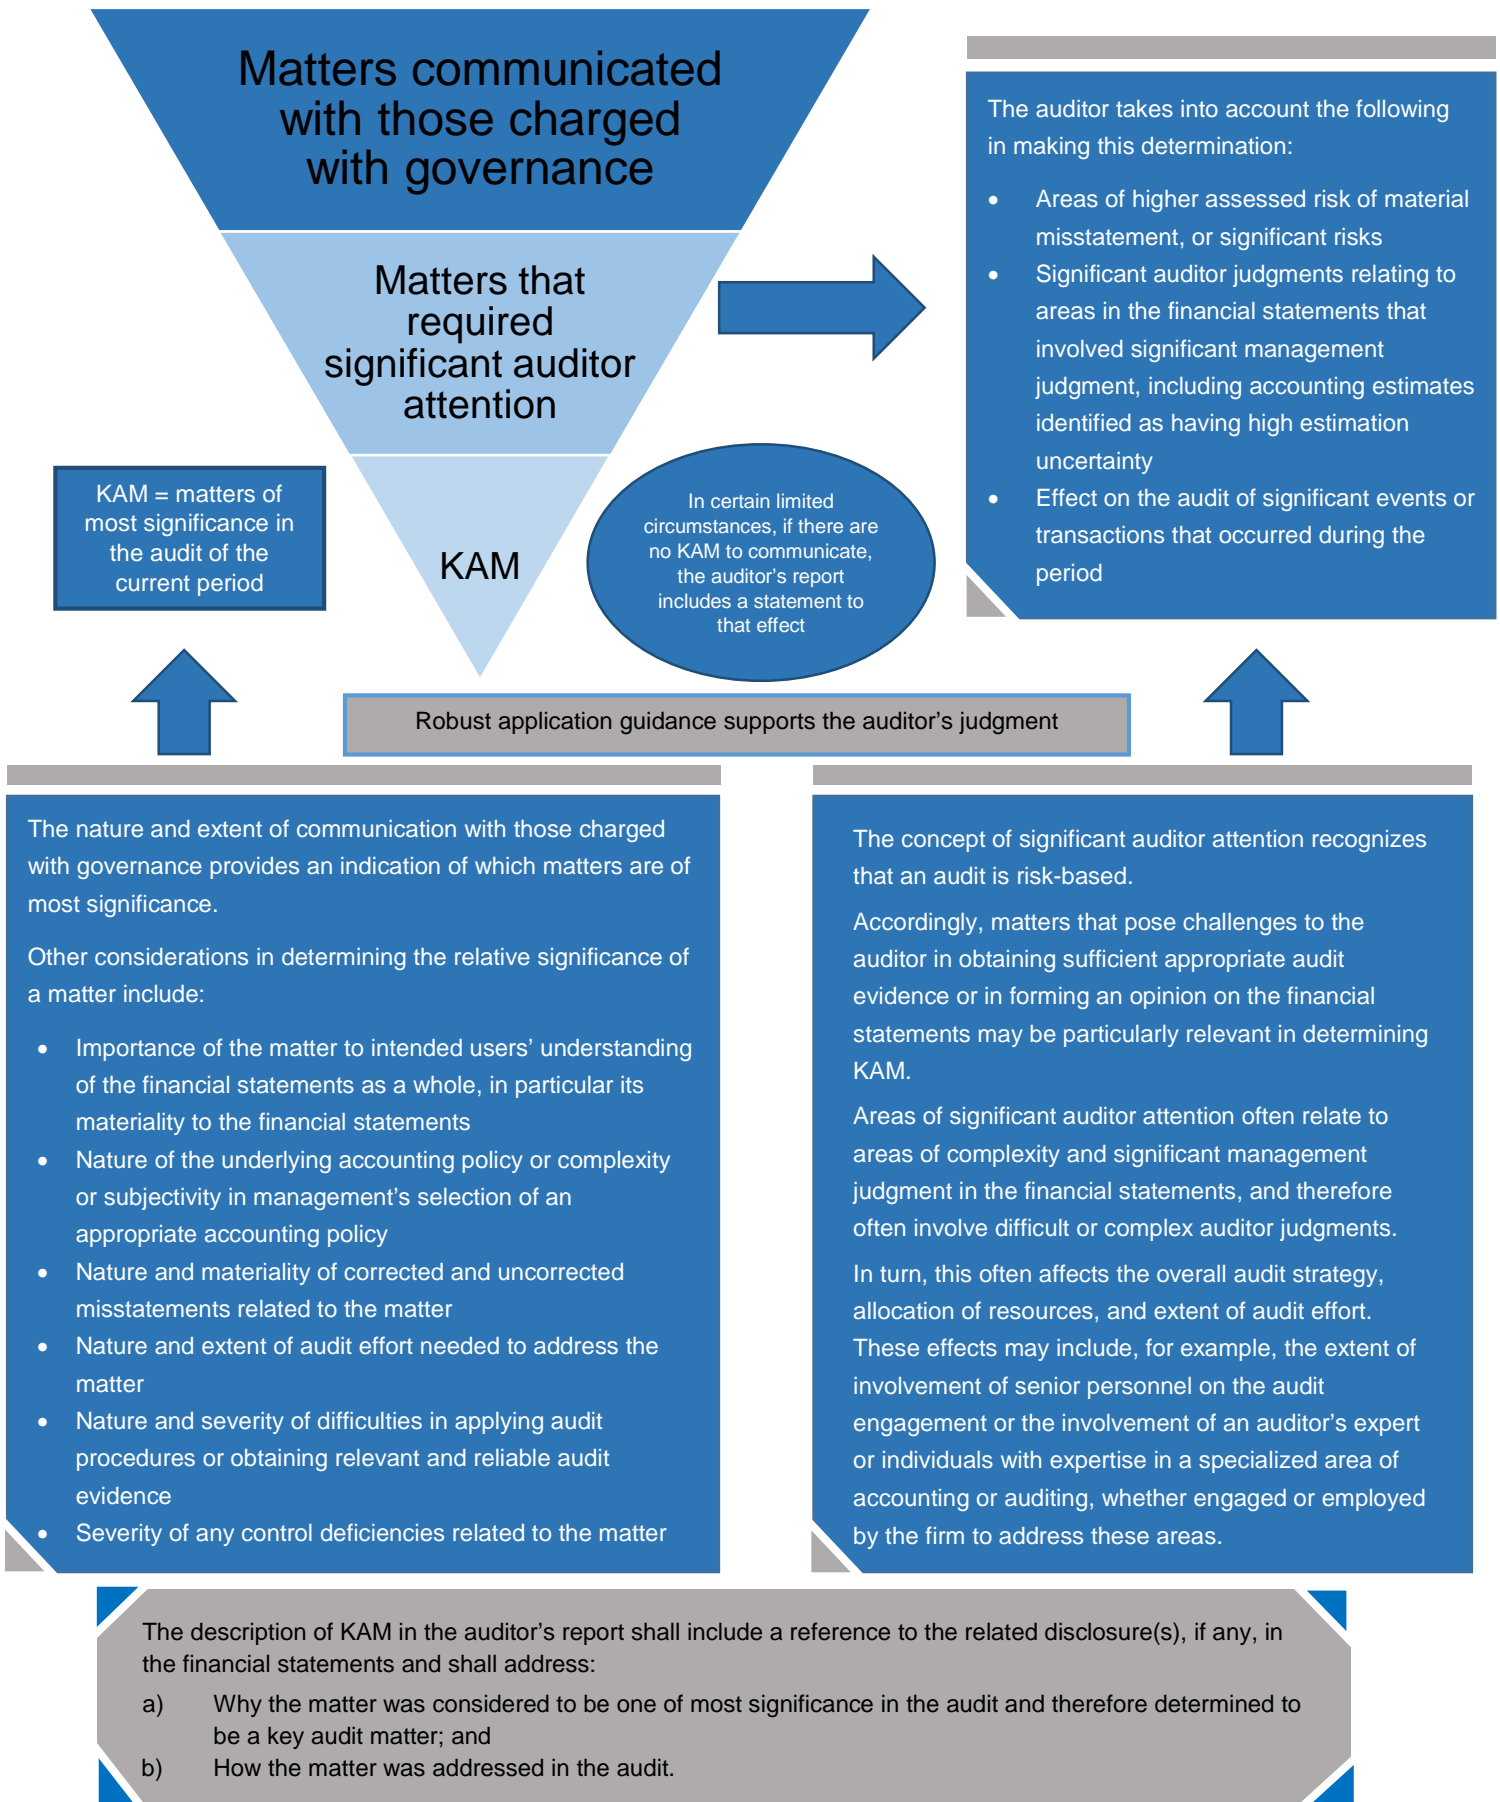 Matters communicated
with those charged
with governance
Matters that
required
significant auditor
attention
KAM
The auditor takes into account the following
in making this determination:
• Areas of higher assessed risk of material
misstatement, or significant risks
• Significant auditor judgments relating to
areas in the financial statements that
involved significant management
judgment, including accounting estimates
identified as having high estimation
uncertainty
• Effect on the audit of significant events or
transactions that occurred during the
period
KAM = matters of
most significance in
the audit of the
current period
In certain limited
circumstances, if there are
no KAM to communicate,
the auditor’s report
includes a statement to
that effect
Robust application guidance supports the auditor’s judgment
The nature and extent of communication with those charged
with governance provides an indication of which matters are of
most significance.
Other considerations in determining the relative significance of
a matter include:
• Importance of the matter to intended users’ understanding
of the financial statements as a whole, in particular its
materiality to the financial statements
• Nature of the underlying accounting policy or complexity
or subjectivity in management’s selection of an
appropriate accounting policy
• Nature and materiality of corrected and uncorrected
misstatements related to the matter
• Nature and extent of audit effort needed to address the
matter
• Nature and severity of difficulties in applying audit
procedures or obtaining relevant and reliable audit
evidence
• Severity of any control deficiencies related to the matter
The concept of significant auditor attention recognizes
that an audit is risk-based.
Accordingly, matters that pose challenges to the
auditor in obtaining sufficient appropriate audit
evidence or in forming an opinion on the financial
statements may be particularly relevant in determining
KAM.
Areas of significant auditor attention often relate to
areas of complexity and significant management
judgment in the financial statements, and therefore
often involve difficult or complex auditor judgments.
In turn, this often affects the overall audit strategy,
allocation of resources, and extent of audit effort.
These effects may include, for example, the extent of
involvement of senior personnel on the audit
engagement or the involvement of an auditor’s expert
or individuals with expertise in a specialized area of
accounting or auditing, whether engaged or employed
by the firm to address these areas.
The description of KAM in the auditor’s report shall include a reference to the related disclosure(s), if any, in
the financial statements and shall address:
a) Why the matter was considered to be one of most significance in the audit and therefore determined to
be a key audit matter; and
b) How the matter was addressed in the audit.